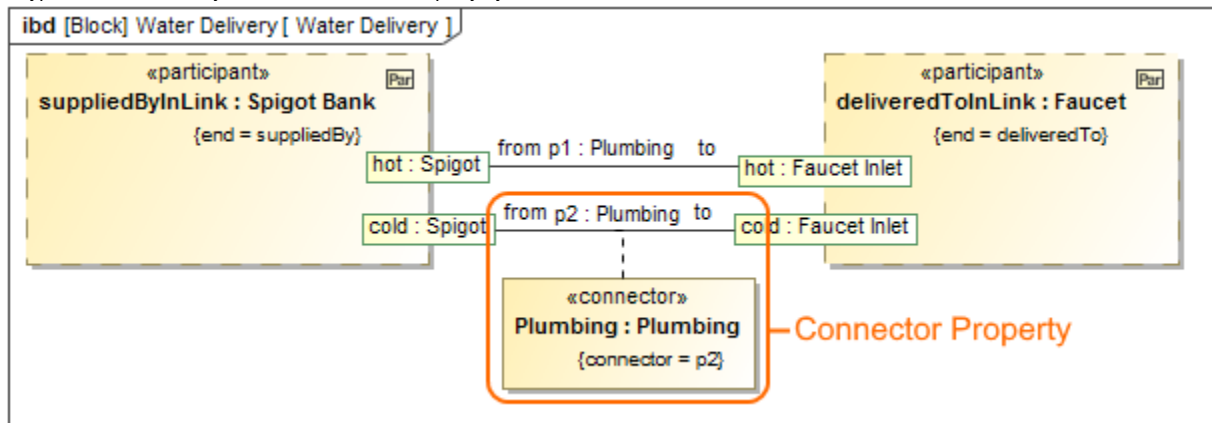 ibd [Block] Water Delivery [ Water Delivery ]
«participant»
Par
suppliedByInLink : Spigot Bank
{end = suppliedBy}
«participant»
Par
deliveredToInLink : Faucet
{end = deliveredTo}
hot : Spigot
from p1 : Plumbing to
hot : Faucet Inlet
cold : Spigot
from p2 : Plumbing to
cold : Faucet Inlet
«connector»
Plumbing : Plumbing
{connector = p2}
Connector Property